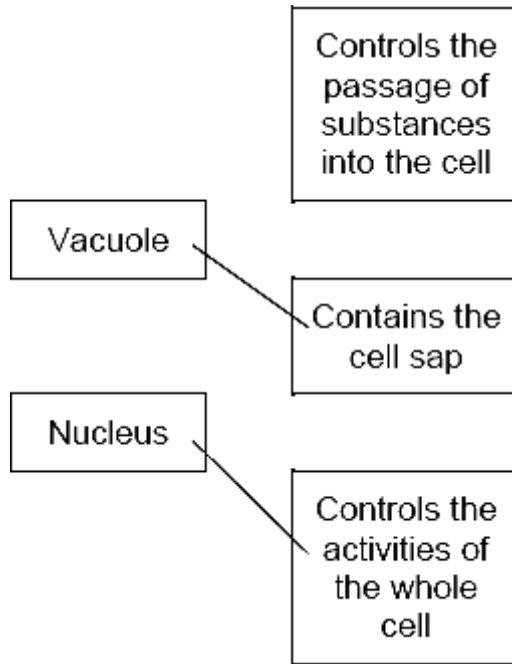 Controls the
passage of
substances
into the cell
Vacuole
Contains the
cell sap
Nucleus
Controls the
activities of
the whole
cell